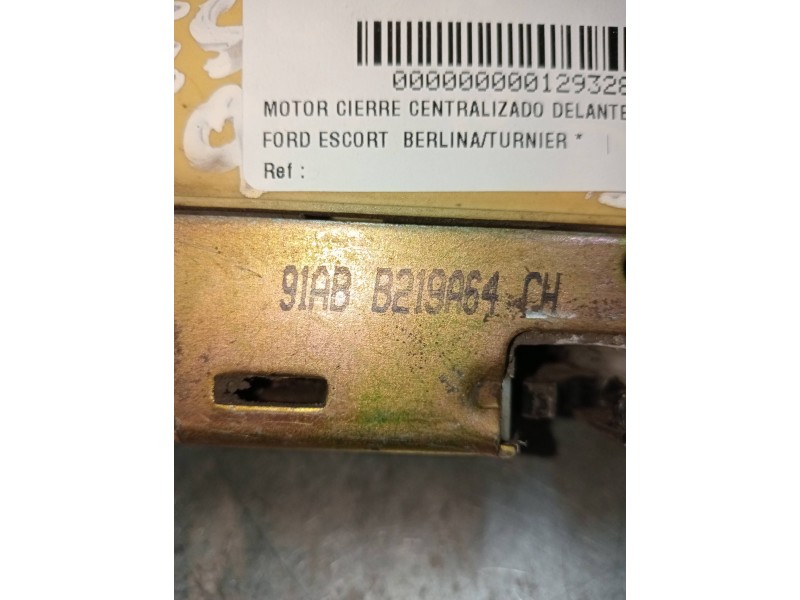 000000000129328
MOTOR CIERRE CENTRALIZADO DELANTE
FORD ESCORT BERLINA/TURNIER *
Ref :
91AB B219A64 CH